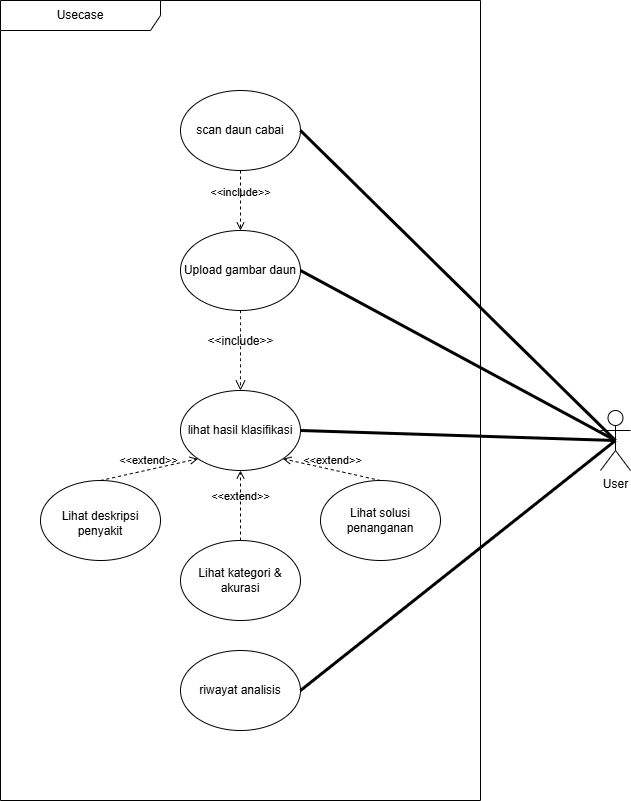 Usecase
scan daun cabai
<<include>>
Upload gambar daun
<<include>>
lihat hasil klasifikasi
<<extend>>
<<extend>>
<<extend>>
Lihat deskripsi
penyakit
Lihat solusi
penanganan
Lihat kategori &
akurasi
riwayat analisis
User